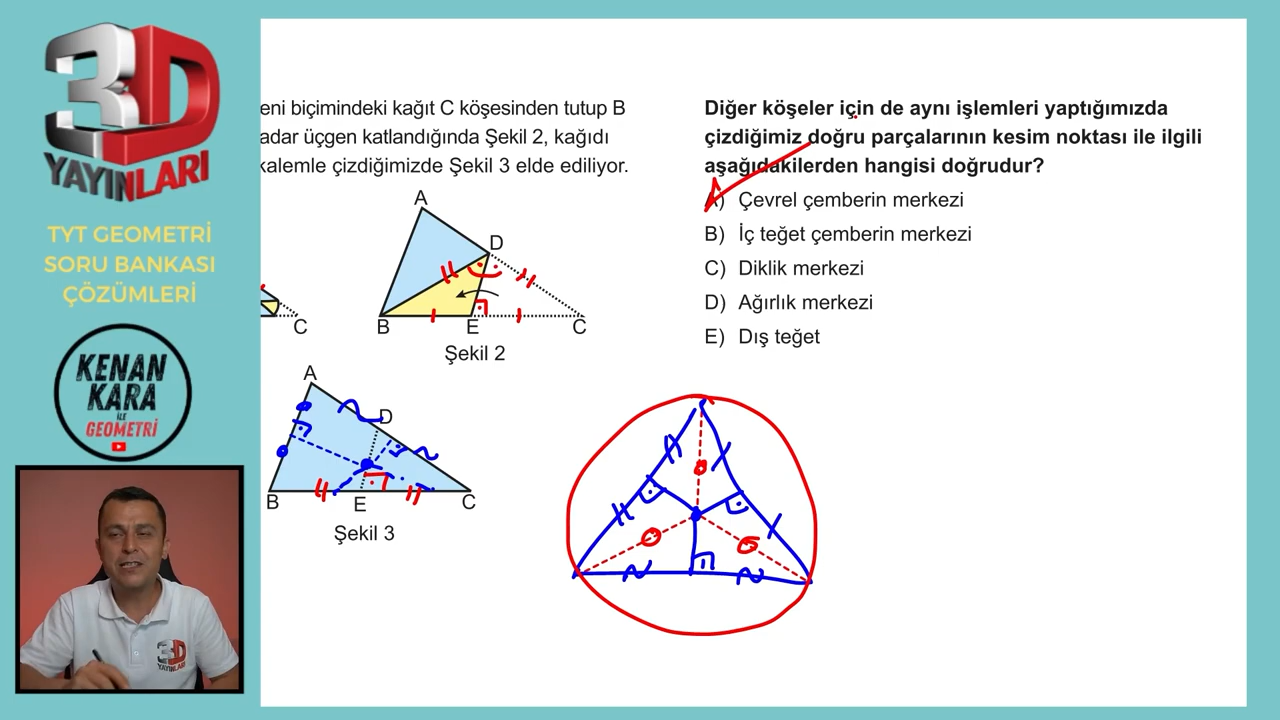 3D
YAYINLARI
TYT GEOMETRİ
SORU BANKASI
ÇÖZÜMLERİ
KENAN
KARA
İLE
GEOMETRİ
3D
YAYINLARI
eni biçimindeki kağıt C köşesinden tutup B
adar üçgen katlandığında Şekil 2, kağıdı
kalemle çizdiğimizde Şekil 3 elde ediliyor.
C
A
D
B
E
C
Şekil 2
A
D
B
E
C
Şekil 3
Diğer köşeler için de aynı işlemleri yaptığımızda
çizdiğimiz doğru parçalarının kesim noktası ile ilgili
aşağıdakilerden hangisi doğrudur?
A) Çevrel çemberin merkezi
B) İç teğet çemberin merkezi
C) Diklik merkezi
D) Ağırlık merkezi
E) Dış teğet